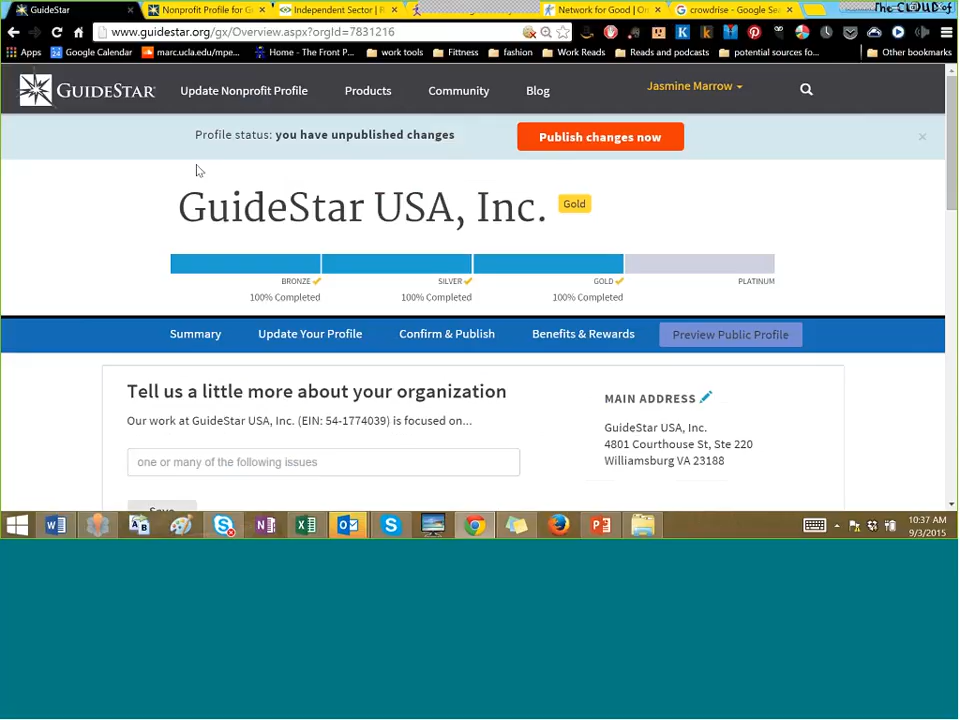 GuideStar
Nonprofit Profile for G
Independent Sector | R
Network for Good | On
crowdrise - Google Sea
The CLOUD of
www.guidestar.org/gx/Overview.aspx?orgId=7831216
Apps
Google Calendar
marc.ucla.edu/mpe...
Home - The Front P...
work tools
Fittness
fashion
Work Reads
Reads and podcasts
potential sources fo...
Other bookmarks
GUIDESTAR
Update Nonprofit Profile
Products
Community
Blog
Jasmine Marrow
Profile status: you have unpublished changes
Publish changes now
×
GuideStar USA, Inc.
Gold
BRONZE
SILVER
GOLD
PLATINUM
100% Completed
100% Completed
100% Completed
Summary
Update Your Profile
Confirm & Publish
Benefits & Rewards
Preview Public Profile
Tell us a little more about your organization
Our work at GuideStar USA, Inc. (EIN: 54-1774039) is focused on...
one or many of the following issues
Save
MAIN ADDRESS
GuideStar USA, Inc.
4801 Courthouse St, Ste 220
Williamsburg VA 23188
10:37 AM
9/3/2015